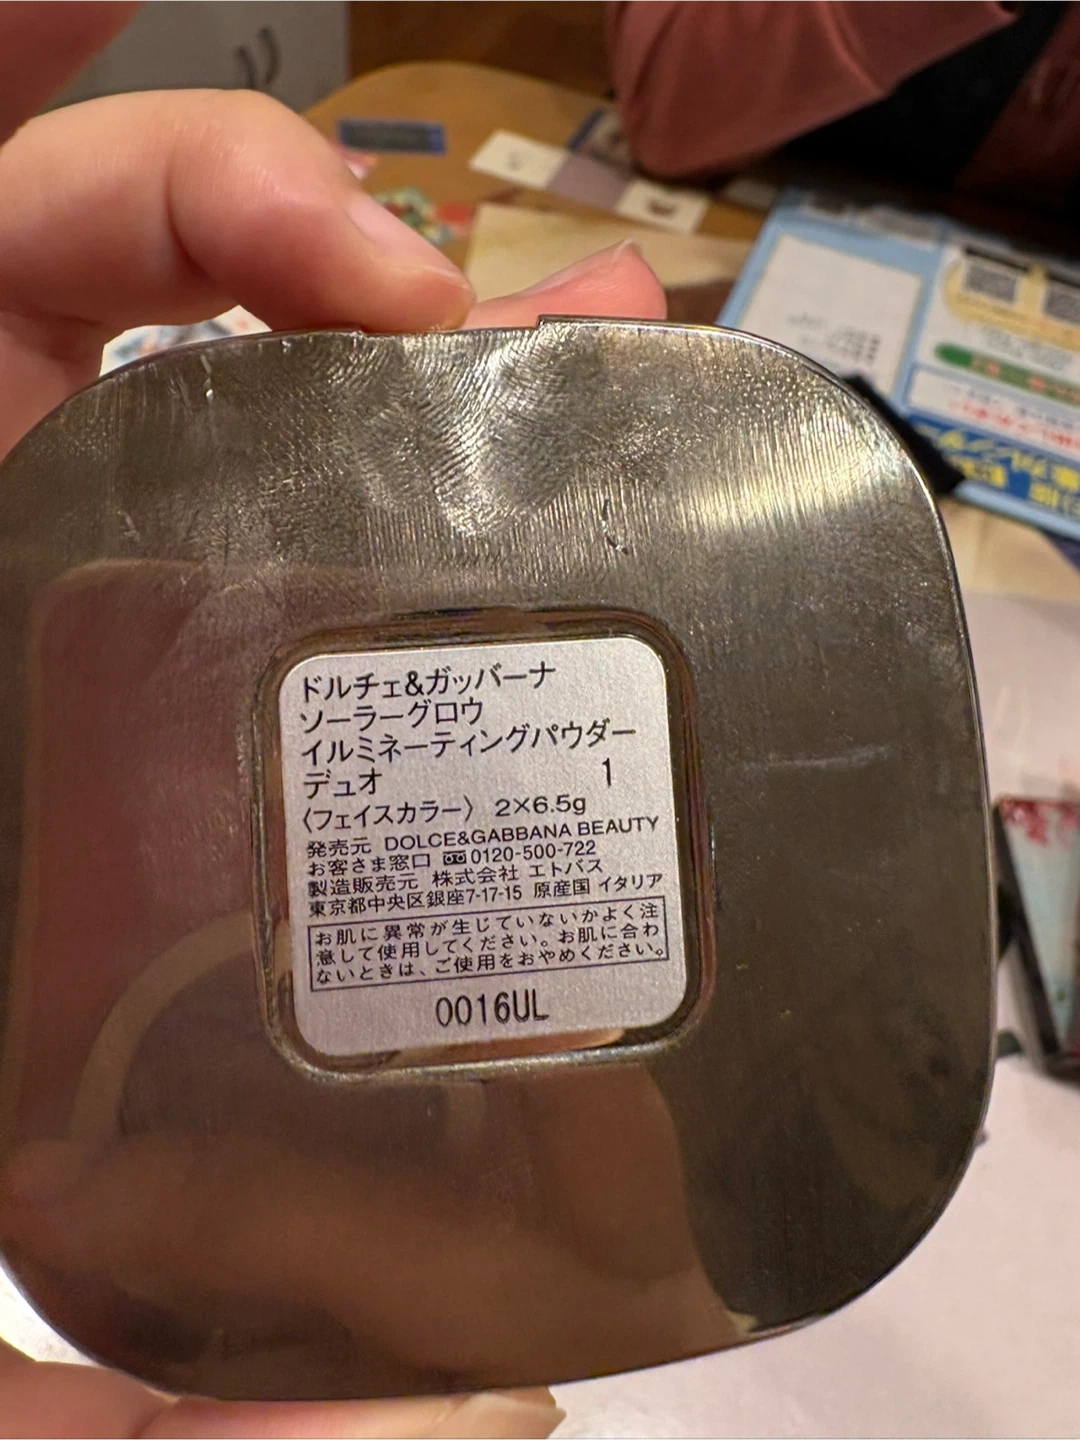 ドルチェ&ガッバーナ
ソーラーグロウ
イルミネーティングパウダー
デュオ 1
〈フェイスカラー〉 2×6.5g
発売元 DOLCE&GABBANA BEAUTY
お客さま窓口 0120-500-722
製造販売元 株式会社 エトバス
東京都中央区銀座7-17-15 原産国 イタリア
お肌に異常が生じていないかよく注
意して使用してください。お肌に合わ
ないときは、ご使用をおやめください。
0016UL